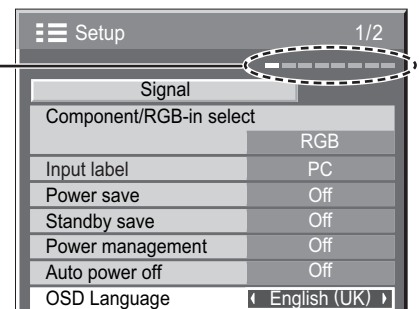 Setup 1/2
Signal
Component/RGB-in select
RGB
Input label PC
Power save Off
Standby save Off
Power management Off
Auto power off Off
OSD Language English (UK)